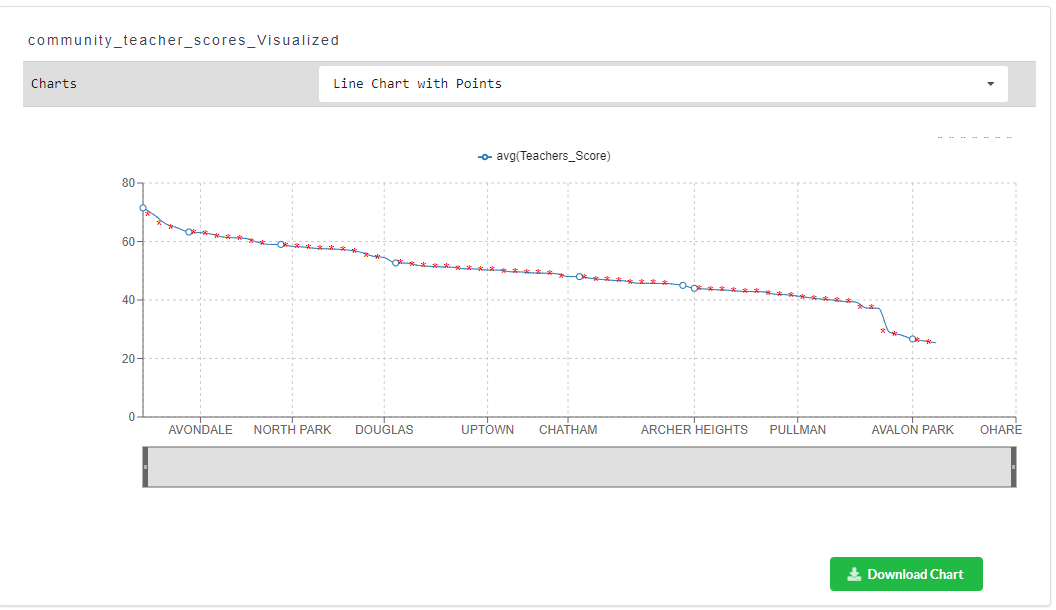 community_teacher_scores_Visualized
Charts
Line Chart with Points
avg(Teachers_Score)
80
60
40
20
0
AVONDALE NORTH PARK DOUGLAS UPTOWN CHATHAM ARCHER HEIGHTS PULLMAN AVALON PARK OHARE
Download Chart